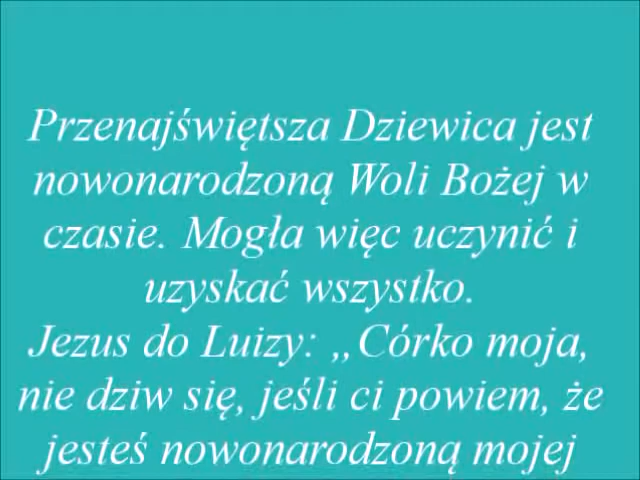 Przenajświętsza Dziewica jest
nowonarodzoną Woli Bożej w
czasie. Mogła więc uczynić i
uzyskać wszystko.
Jezus do Luizy: ,,Córko moja,
nie dziw się, jeśli ci powiem, że
jesteś nowonarodzoną mojej